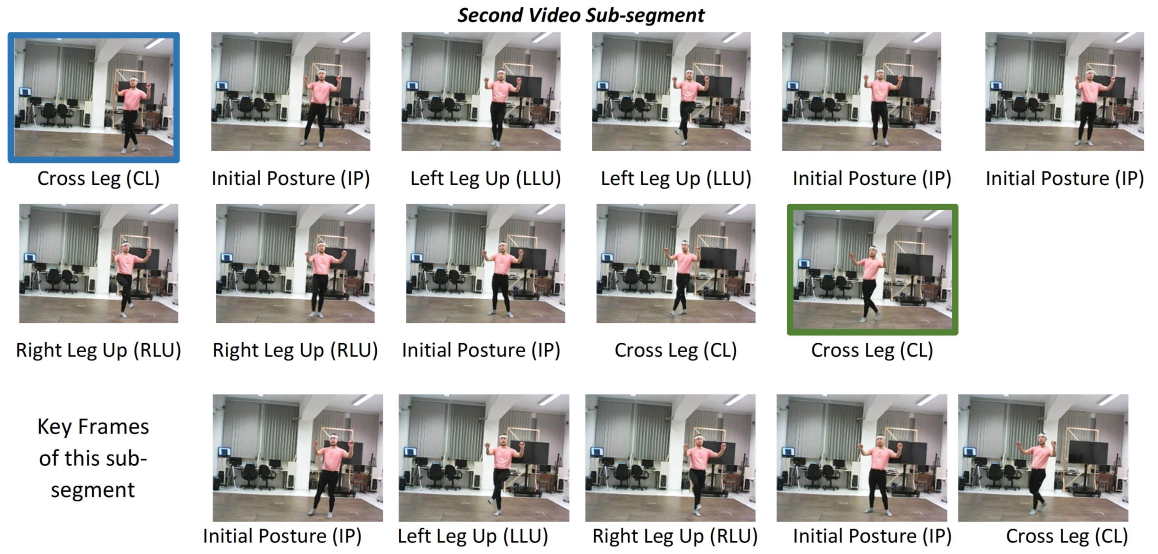 Second Video Sub-segment
Cross Leg (CL)
Initial Posture (IP)
Left Leg Up (LLU)
Left Leg Up (LLU)
Initial Posture (IP)
Initial Posture (IP)
Right Leg Up (RLU)
Right Leg Up (RLU)
Initial Posture (IP)
Cross Leg (CL)
Cross Leg (CL)
Key Frames
of this sub-
segment
Initial Posture (IP)
Left Leg Up (LLU)
Right Leg Up (RLU)
Initial Posture (IP)
Cross Leg (CL)